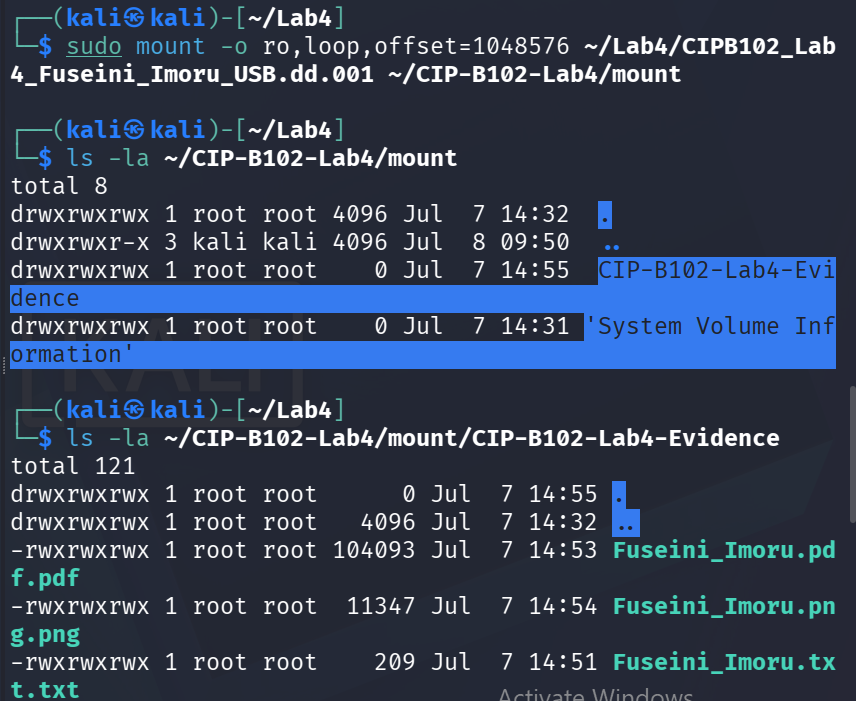 ┌──(kali㉿kali)-[~/Lab4]
└─$ sudo mount -o ro,loop,offset=1048576 ~/Lab4/CIPB102_Lab
4_Fuseini_Imoru_USB.dd.001 ~/CIP-B102-Lab4/mount
┌──(kali㉿kali)-[~/Lab4]
└─$ ls -la ~/CIP-B102-Lab4/mount
total 8
drwxrwxrwx 1 root root 4096 Jul  7 14:32  .
drwxrwxr-x 3 kali kali 4096 Jul  8 09:50  ..
drwxrwxrwx 1 root root    0 Jul  7 14:55  CIP-B102-Lab4-Evi
dence
drwxrwxrwx 1 root root    0 Jul  7 14:31 'System Volume Inf
ormation'
┌──(kali㉿kali)-[~/Lab4]
└─$ ls -la ~/CIP-B102-Lab4/mount/CIP-B102-Lab4-Evidence
total 121
drwxrwxrwx 1 root root      0 Jul  7 14:55 .
drwxrwxrwx 1 root root   4096 Jul  7 14:32 ..
-rwxrwxrwx 1 root root 104093 Jul  7 14:53 Fuseini_Imoru.pd
f.pdf
-rwxrwxrwx 1 root root  11347 Jul  7 14:54 Fuseini_Imoru.pn
g.png
-rwxrwxrwx 1 root root    209 Jul  7 14:51 Fuseini_Imoru.tx
t.txt
Activate Windows